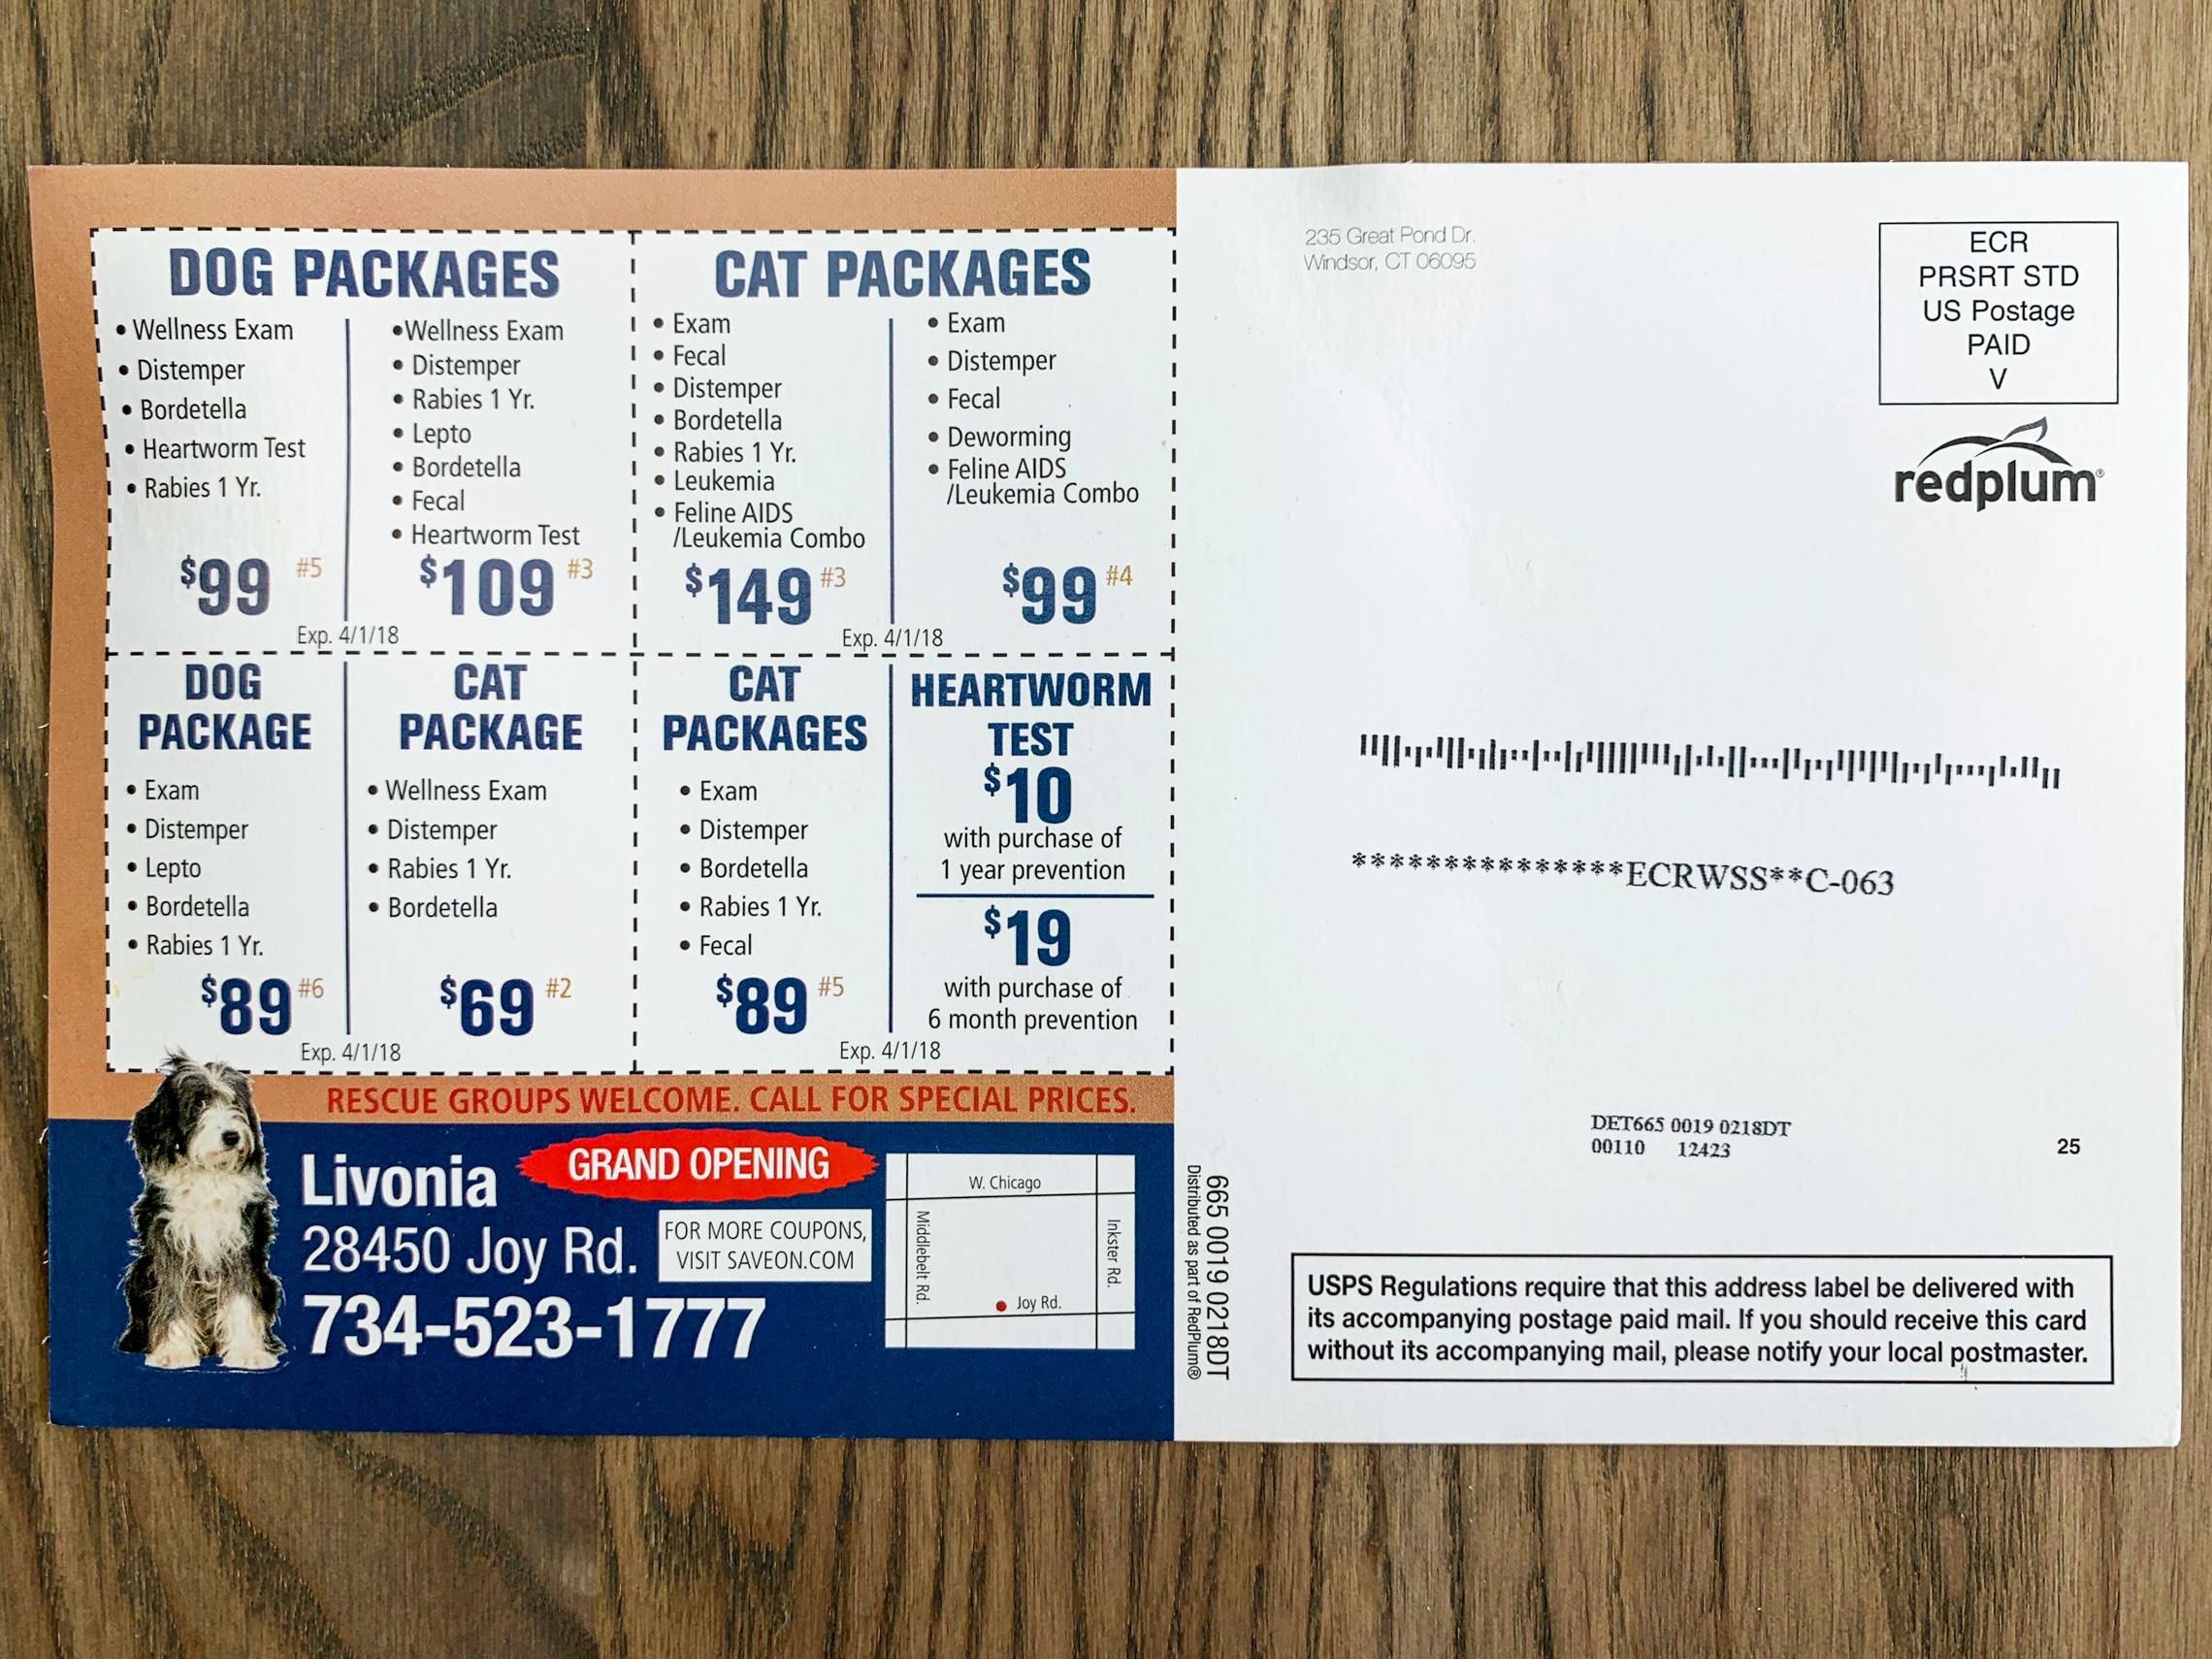 DOG PACKAGES
• Wellness Exam
• Distemper
• Bordetella
• Heartworm Test
• Rabies 1 Yr.
$99 #5
•Wellness Exam
• Distemper
• Rabies 1 Yr.
• Lepto
• Bordetella
• Fecal
• Heartworm Test
$109 #3
Exp. 4/1/18
CAT PACKAGES
• Exam
• Fecal
• Distemper
• Bordetella
• Rabies 1 Yr.
• Leukemia
• Feline AIDS
/Leukemia Combo
$149 #3
• Exam
• Distemper
• Fecal
• Deworming
• Feline AIDS
/Leukemia Combo
$99 #4
Exp. 4/1/18
DOG
PACKAGE
• Exam
• Distemper
• Lepto
• Bordetella
• Rabies 1 Yr.
$89 #6
CAT
PACKAGE
• Wellness Exam
• Distemper
• Rabies 1 Yr.
• Bordetella
$69 #2
Exp. 4/1/18
CAT
PACKAGES
• Exam
• Distemper
• Bordetella
• Rabies 1 Yr.
• Fecal
$89 #5
HEARTWORM
TEST
$10
with purchase of
1 year prevention
$19
with purchase of
6 month prevention
Exp. 4/1/18
RESCUE GROUPS WELCOME. CALL FOR SPECIAL PRICES.
Livonia
GRAND OPENING
28450 Joy Rd.
FOR MORE COUPONS,
VISIT SAVEON.COM
734-523-1777
W. Chicago
Middlebelt Rd.
Inkster Rd.
Joy Rd.
665 0019 0218DT
Distributed as part of RedPlum®
235 Great Pond Dr.
Windsor, CT 06095
ECR
PRSRT STD
US Postage
PAID
V
redplum®
***************ECRWSS**C-063
DET665 0019 0218DT
00110 12423
25
USPS Regulations require that this address label be delivered with
its accompanying postage paid mail. If you should receive this card
without its accompanying mail, please notify your local postmaster.